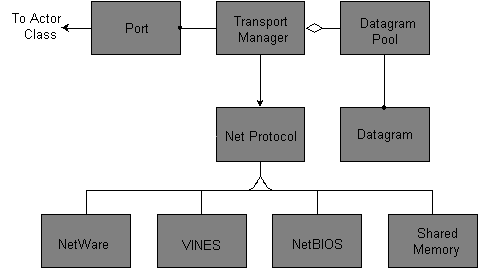 To Actor
Class
Port
Transport
Manager
Datagram
Pool
Net Protocol
Datagram
NetWare
VINES
NetBIOS
Shared
Memory